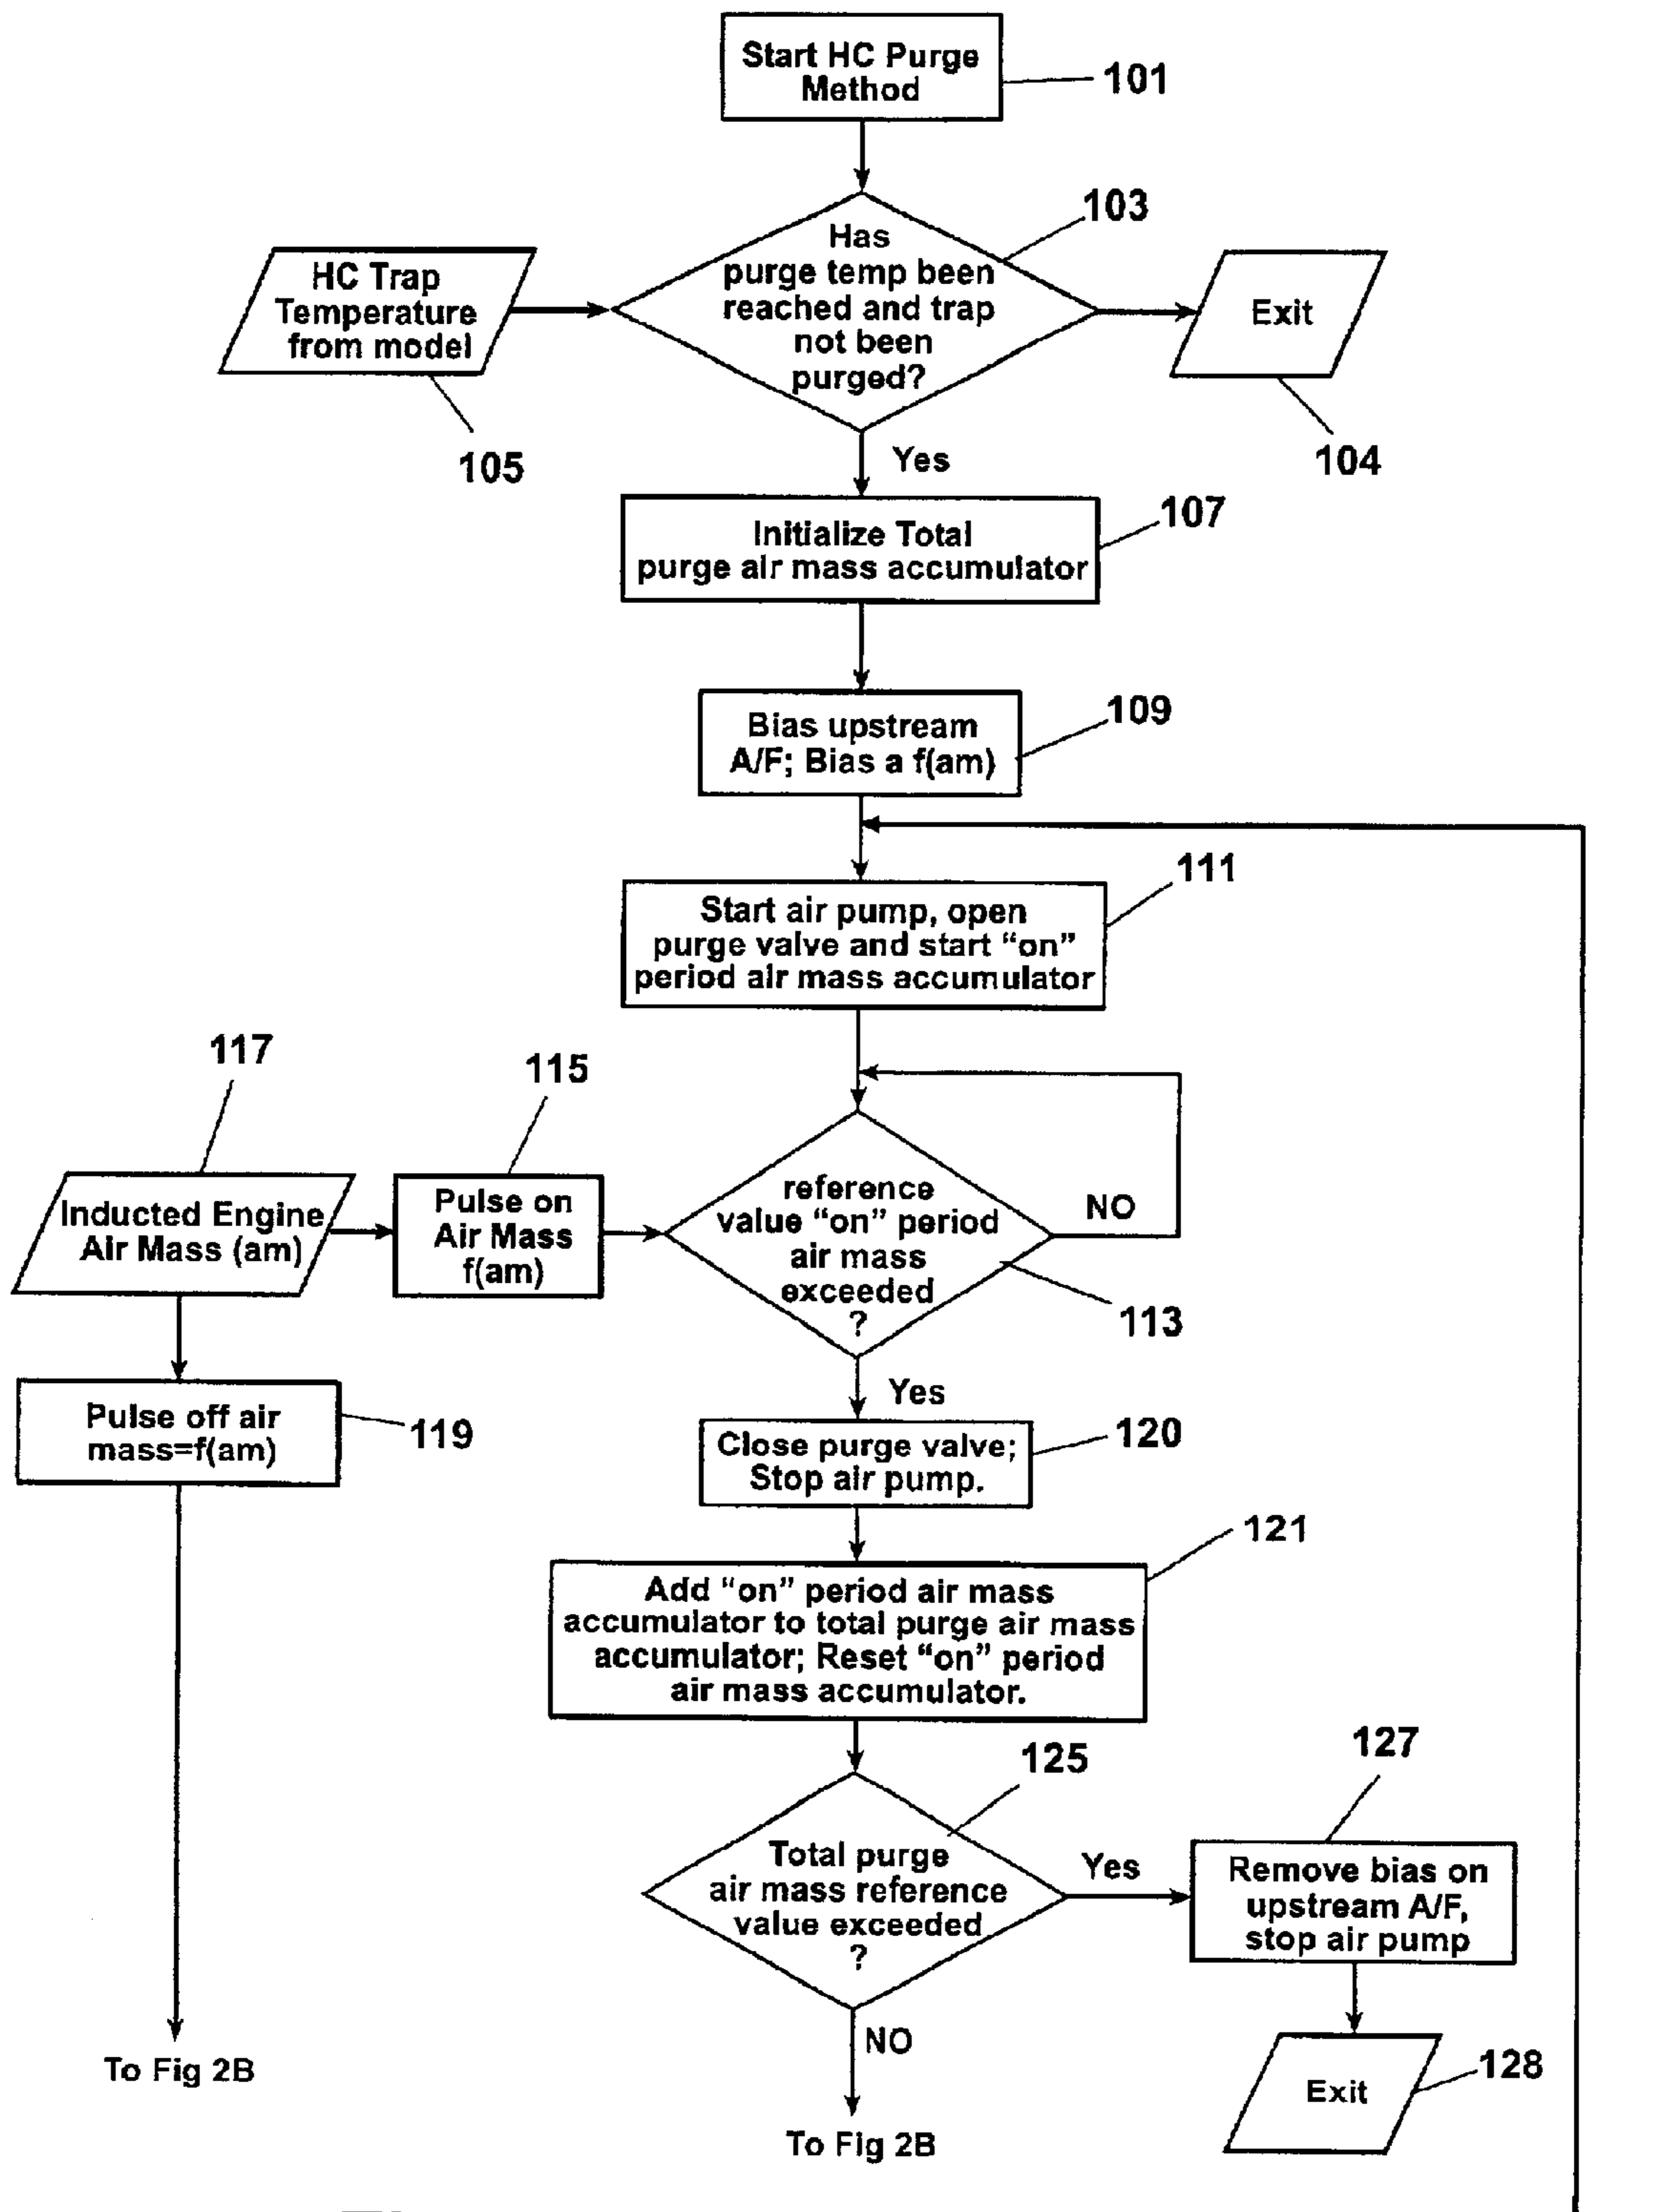 Start HC Purge
Method
101
103
Has
purge temp been
reached and trap
not been
purged?
HC Trap
Temperature
from model
Exit
105
104
Yes
Initialize Total
purge air mass accumulator
107
Bias upstream
A/F; Bias a f(am)
109
111
Start air pump, open
purge valve and start “on”
period air mass accumulator
117
115
Inducted Engine
Air Mass (am)
Pulse on
Air Mass
f(am)
reference
value “on” period
air mass
exceeded
?
NO
113
Yes
Pulse off air
mass=f(am)
119
Close purge valve;
Stop air pump.
120
121
Add “on” period air mass
accumulator to total purge air mass
accumulator; Reset “on” period
air mass accumulator.
125
127
Total purge
air mass reference
value exceeded
?
Yes
Remove bias on
upstream A/F,
stop air pump
NO
To Fig 2B
Exit
128
To Fig 2B